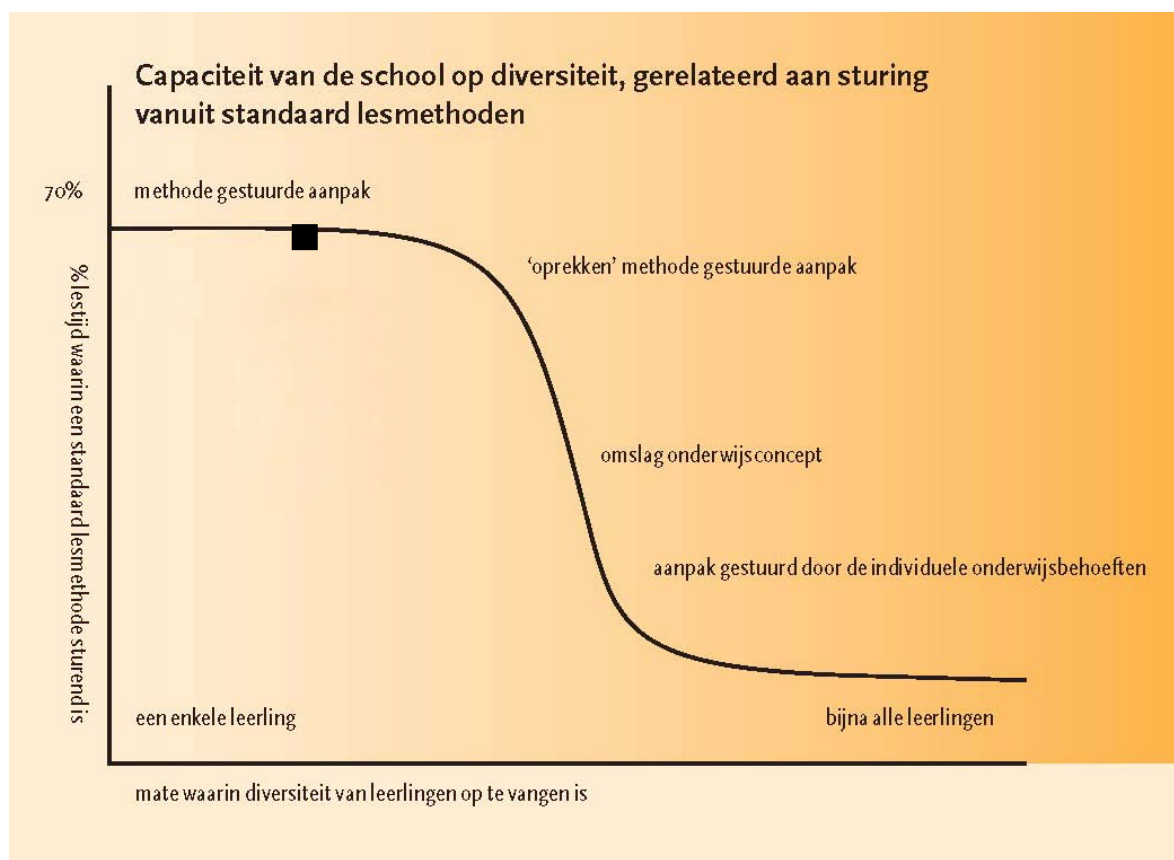 Capaciteit van de school op diversiteit, gerelateerd aan sturing
vanuit standaard lesmethoden
70%
methode gestuurde aanpak
'oprekken' methode gestuurde aanpak
% lestijd waarin een standaard lesmethode sturend is
omslag onderwijsconcept
aanpak gestuurd door de individuele onderwijsbehoeften
een enkele leerling
bijna alle leerlingen
mate waarin diversiteit van leerlingen op te vangen is